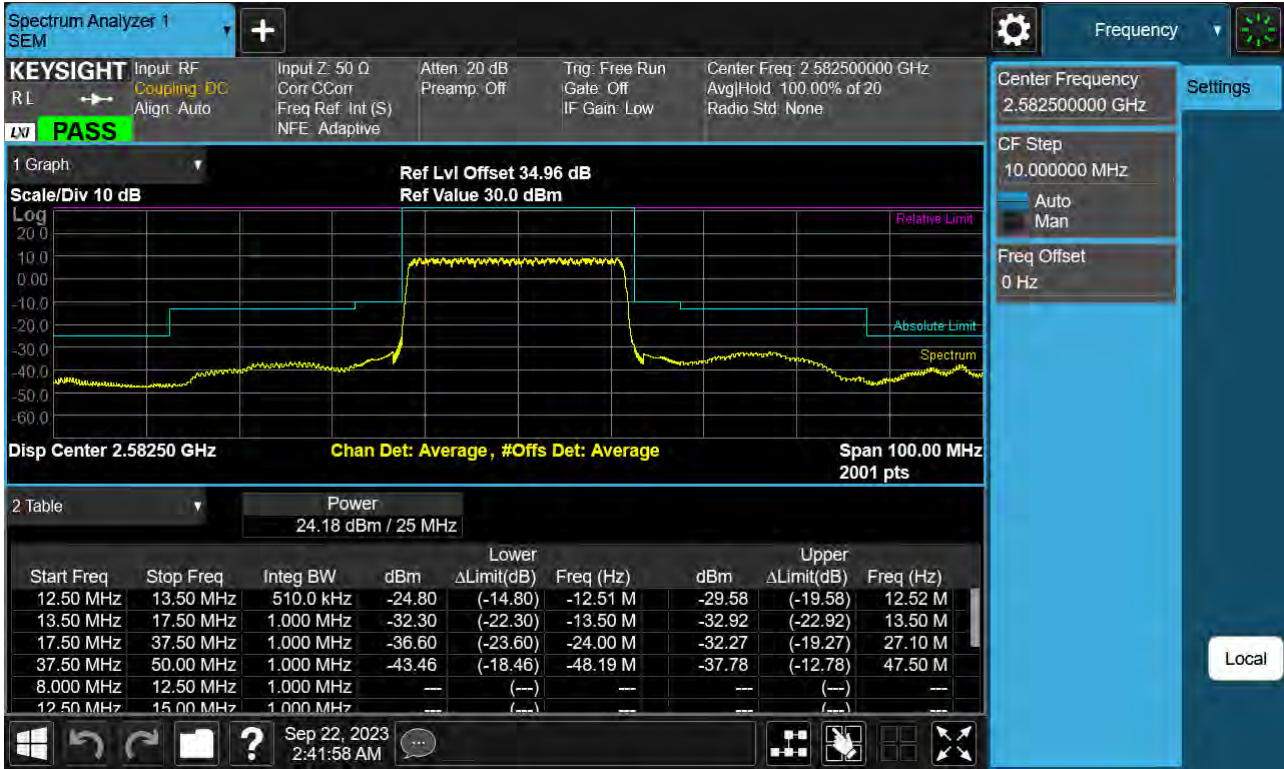 Spectrum Analyzer 1
SEM
+
Frequency
KEYSIGHT
R L
LXI
PASS
Input: RF
Coupling: DC
Align: Auto
Input Z: 50 Ω
Corr CCorr
Freq Ref: Int (S)
NFE: Adaptive
Atten: 20 dB
Preamp: Off
Trig: Free Run
Gate: Off
IF Gain: Low
Center Freq: 2.582500000 GHz
Avg|Hold: 100.00% of 20
Radio Std: None
1 Graph
Scale/Div 10 dB
Ref Lvl Offset 34.96 dB
Ref Value 30.0 dBm
Log
20.0
10.0
0.00
-10.0
-20.0
-30.0
-40.0
-50.0
-60.0
Relative Limit
Absolute Limit
Spectrum
Disp Center 2.58250 GHz
Chan Det: Average, #Offs Det: Average
Span 100.00 MHz
2001 pts
2 Table
Power
24.18 dBm / 25 MHz
Lower Upper
Start Freq Stop Freq Integ BW dBm ΔLimit(dB) Freq (Hz) dBm ΔLimit(dB) Freq (Hz)
12.50 MHz 13.50 MHz 510.0 kHz -24.80 (-14.80) -12.51 M -29.58 (-19.58) 12.52 M
13.50 MHz 17.50 MHz 1.000 MHz -32.30 (-22.30) -13.50 M -32.92 (-22.92) 13.50 M
17.50 MHz 37.50 MHz 1.000 MHz -36.60 (-23.60) -24.00 M -32.27 (-19.27) 27.10 M
37.50 MHz 50.00 MHz 1.000 MHz -43.46 (-18.46) -48.19 M -37.78 (-12.78) 47.50 M
8.000 MHz 12.50 MHz 1.000 MHz --- (---) --- --- (---) ---
12.50 MHz 15.00 MHz 1.000 MHz --- (---) --- --- (---) ---
?
Sep 22, 2023
2:41:58 AM
Center Frequency
2.582500000 GHz
CF Step
10.000000 MHz
Auto
Man
Freq Offset
0 Hz
Settings
Local